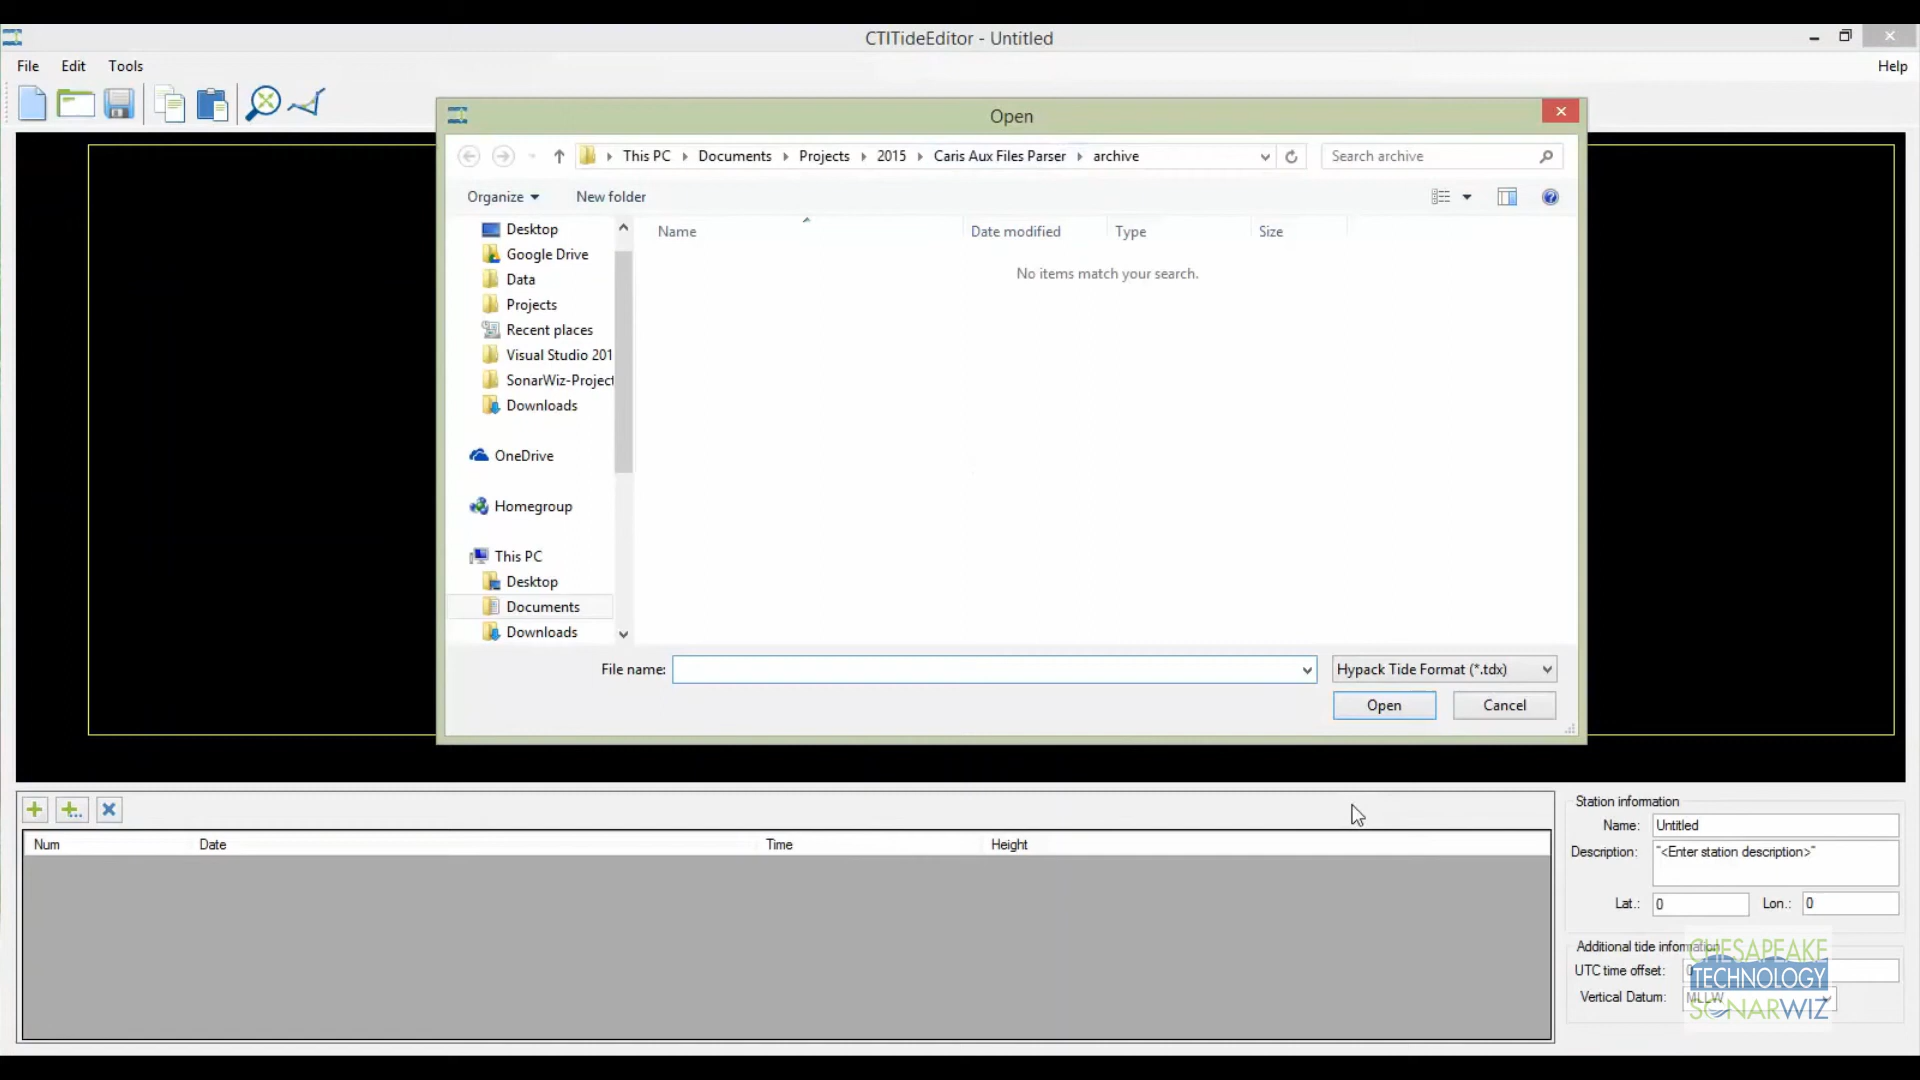 CTITideEditor - Untitled
File Edit Tools Help
Open
This PC Documents Projects 2015 Caris Aux Files Parser archive
Search archive
Organize New folder
Name Date modified Type Size
No items match your search.
Desktop
Google Drive
Data
Projects
Recent places
Visual Studio 201
SonarWiz-Project
Downloads
OneDrive
Homegroup
This PC
Desktop
Documents
Downloads
File name:
Hypack Tide Format (*.tdx)
Open Cancel
Num Date Time Height
Station information
Name: Untitled
Description: "<Enter station description>"
Lat.: 0 Lon.: 0
Additional tide information
UTC time offset: 0
Vertical Datum: MLLW
CHESAPEAKE
TECHNOLOGY
SONARWIZ